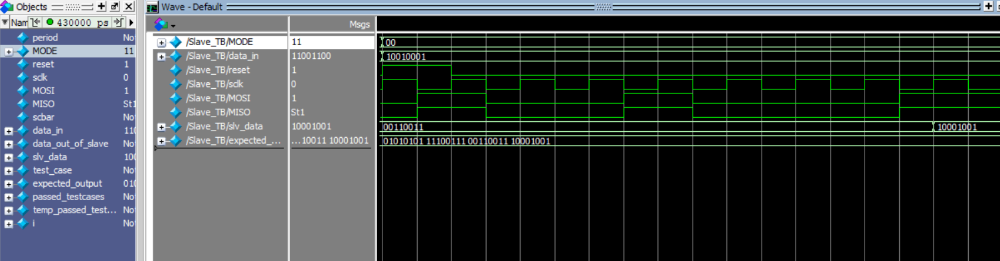 Objects
Wave - Default
Nam 430000 ps
Msgs
period No
MODE 11
reset 1
sclk 0
MOSI 1
MISO St1
scbar No
data_in 110
data_out_of_slave No
slv_data 100
test_case No
expected_output 010
passed_testcases No
temp_passed_test... No
i No
/Slave_TB/MODE 11 00
/Slave_TB/data_in 11001100 10010001
/Slave_TB/reset 1
/Slave_TB/sclk 0
/Slave_TB/MOSI 1
/Slave_TB/MISO St1
/Slave_TB/slv_data 10001001 00110011 10001001
/Slave_TB/expected_... ...10011 10001001 01010101 11100111 00110011 10001001